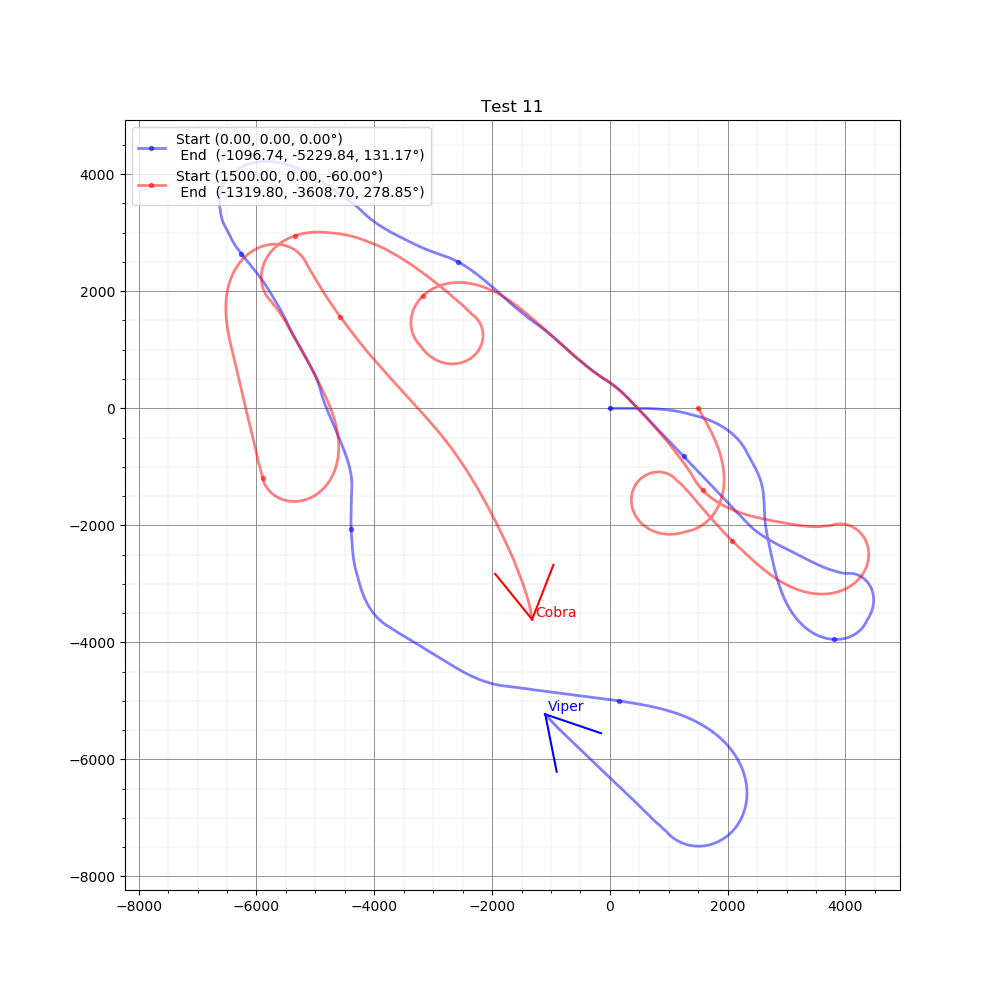 Test 11
Start (0.00, 0.00, 0.00°)
End (-1096.74, -5229.84, 131.17°)
Start (1500.00, 0.00, -60.00°)
End (-1319.80, -3608.70, 278.85°)
4000
2000
0
−2000
−4000
−6000
−8000
Cobra
Viper
−8000 −6000 −4000 −2000 0 2000 4000